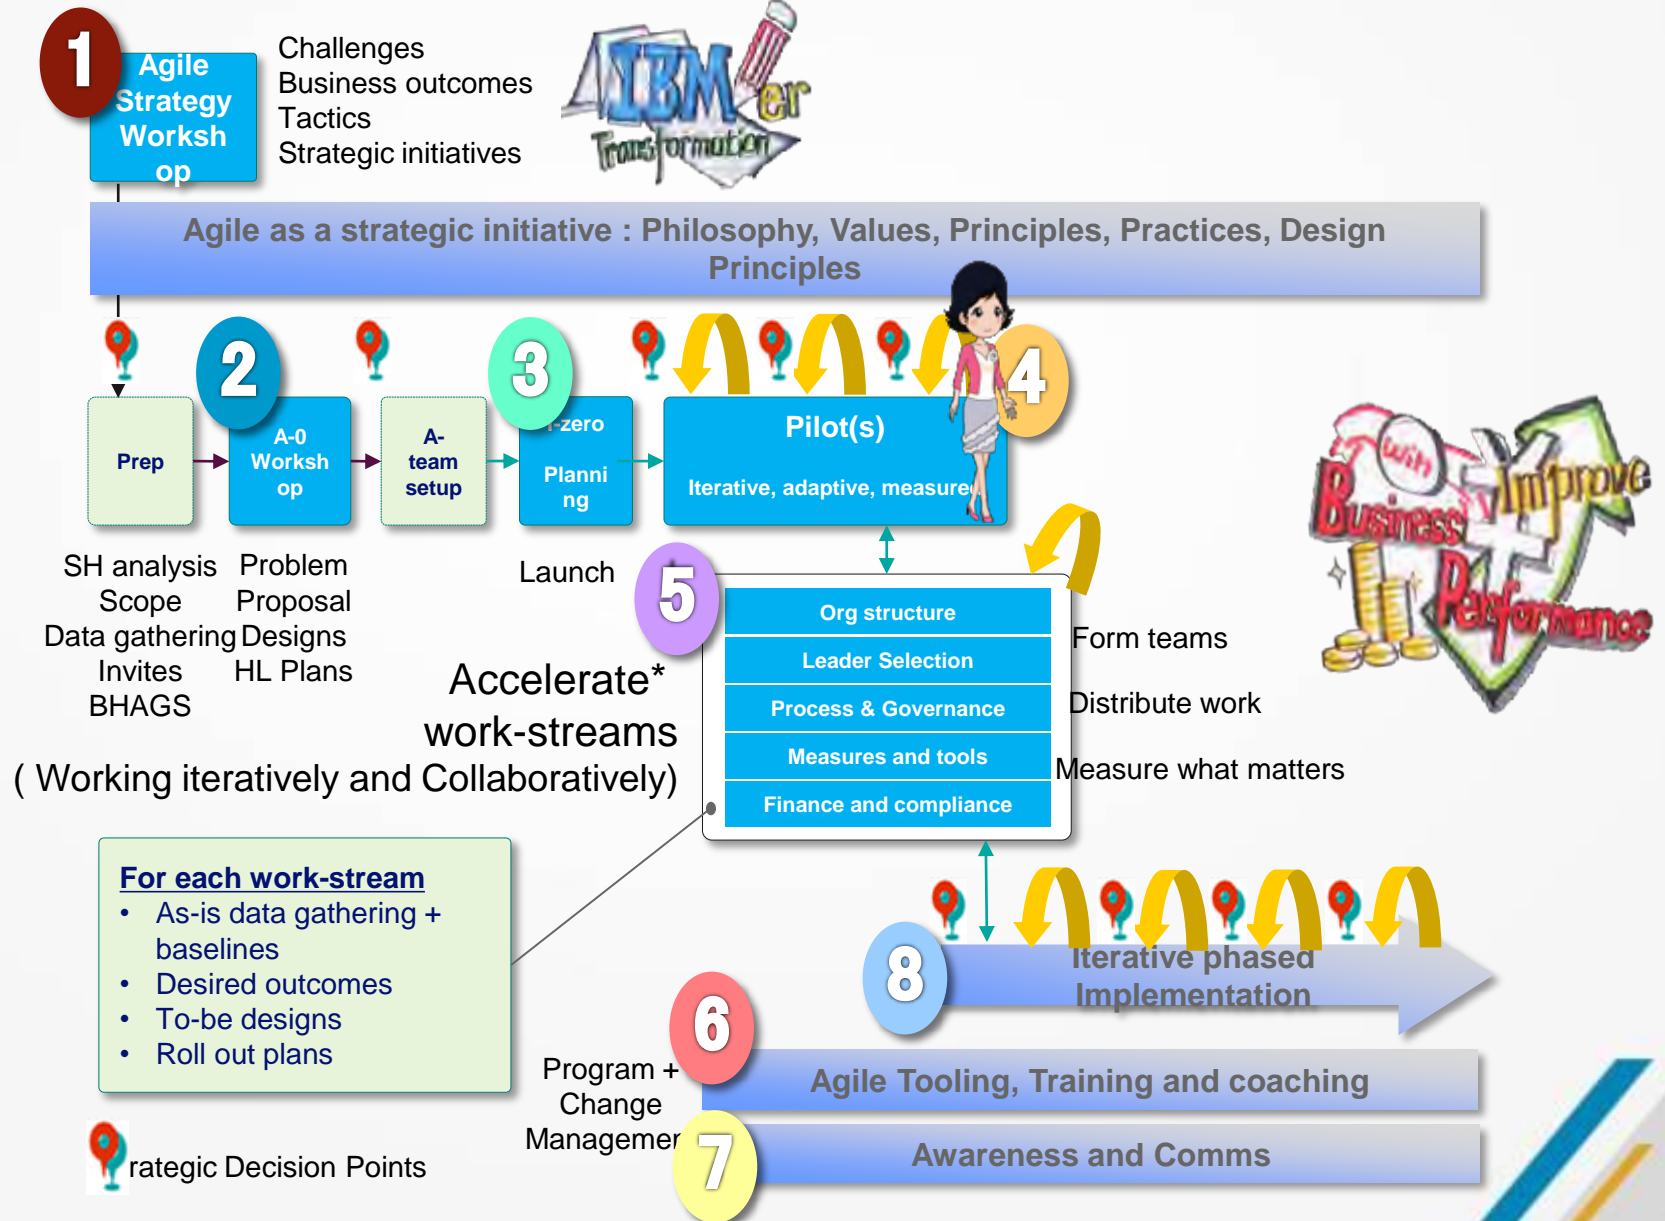 1
Agile
Strategy
Worksh
op
Challenges
Business outcomes
Tactics
Strategic initiatives
IBMer
Transformation
Agile as a strategic initiative : Philosophy, Values, Principles, Practices, Design
Principles
2
3
4
Prep
A-0
Worksh
op
A-
team
setup
-zero
Planni
ng
Pilot(s)
Iterative, adaptive, measured
SH analysis
Scope
Data gathering
Invites
BHAGS
Problem
Proposal
Designs
HL Plans
Launch
5
Org structure
Leader Selection
Process & Governance
Measures and tools
Finance and compliance
Form teams
Distribute work
Measure what matters
Win
Business
Improve
Performance
Accelerate*
work-streams
( Working iteratively and Collaboratively)
For each work-stream
• As-is data gathering +
baselines
• Desired outcomes
• To-be designs
• Roll out plans
8
Iterative phased
Implementation
6
Program +
Change
Managemen
Agile Tooling, Training and coaching
7
Awareness and Comms
rategic Decision Points